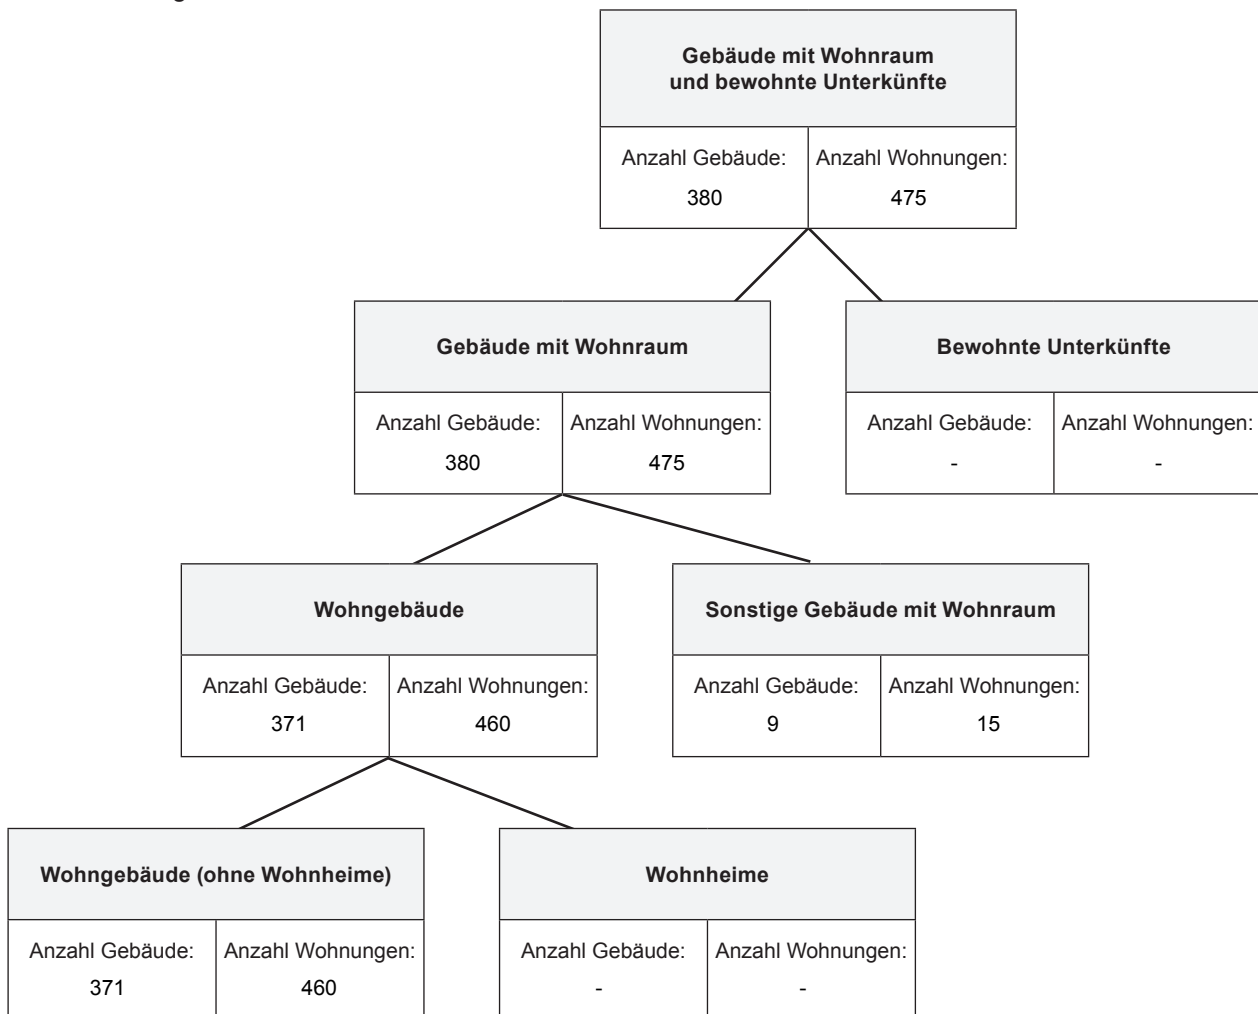 Gebäude mit Wohnraum
und bewohnte Unterkünfte
Anzahl Gebäude: Anzahl Wohnungen:
380 475
Gebäude mit Wohnraum
Bewohnte Unterkünfte
Anzahl Gebäude: Anzahl Wohnungen:
380 475
Anzahl Gebäude: Anzahl Wohnungen:
- -
Wohngebäude
Sonstige Gebäude mit Wohnraum
Anzahl Gebäude: Anzahl Wohnungen:
371 460
Anzahl Gebäude: Anzahl Wohnungen:
9 15
Wohngebäude (ohne Wohnheime)
Wohnheime
Anzahl Gebäude: Anzahl Wohnungen:
371 460
Anzahl Gebäude: Anzahl Wohnungen:
- -